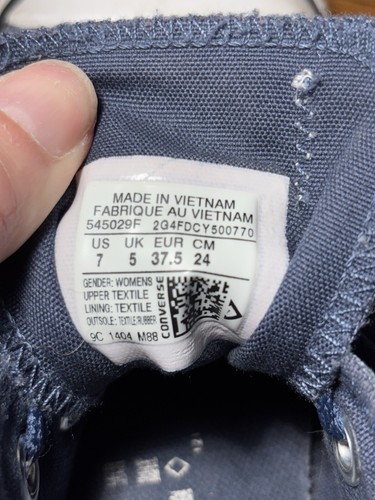 MADE IN VIETNAM
FABRIQUE AU VIETNAM
545029F 2G4FDCY500770
US UK EUR CM
7 5 37.5 24
GENDER: WOMENS
UPPER TEXTILE
LINING: TEXTILE
OUTSOLE: TEXTILE/RUBBER
CONVERSE
9C 1404 M88